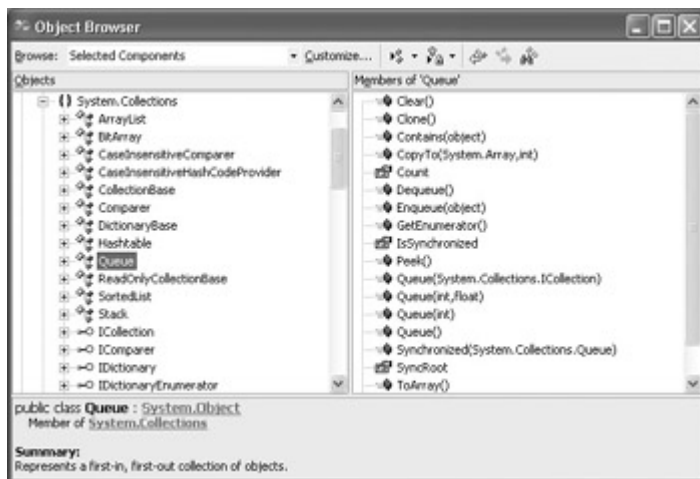 Object Browser
Browse: Selected Components Customize...
Objects
{} System.Collections
ArrayList
BitArray
CaseInsensitiveComparer
CaseInsensitiveHashCodeProvider
CollectionBase
Comparer
DictionaryBase
Hashtable
Queue
ReadOnlyCollectionBase
SortedList
Stack
ICollection
IComparer
IDictionary
IDictionaryEnumerator
Members of 'Queue'
Clear()
Clone()
Contains(object)
CopyTo(System.Array,int)
Count
Dequeue()
Enqueue(object)
GetEnumerator()
IsSynchronized
Peek()
Queue(System.Collections.ICollection)
Queue(int,float)
Queue(int)
Queue()
Synchronized(System.Collections.Queue)
SyncRoot
ToArray()
public class Queue : System.Object
Member of System.Collections
Summary:
Represents a first-in, first-out collection of objects.